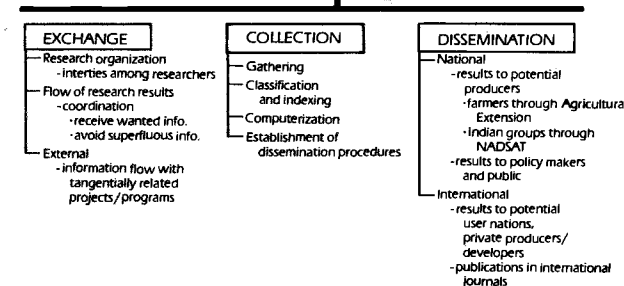 EXCHANGE
Research organization
- interties among researchers
Flow of research results
- coordination
• receive wanted info.
• avoid superfluous info.
External
- information flow with
tangentially related
projects/programs
COLLECTION
Gathering
Classification
and indexing
Computerization
Establishment of
dissemination procedures
DISSEMINATION
National
- results to potential
producers
• farmers through Agricultura
Extension
• Indian groups through
NADSAT
- results to policy makers
and public
International
- results to potential
user nations,
private producers/
developers
- publications in international
journals